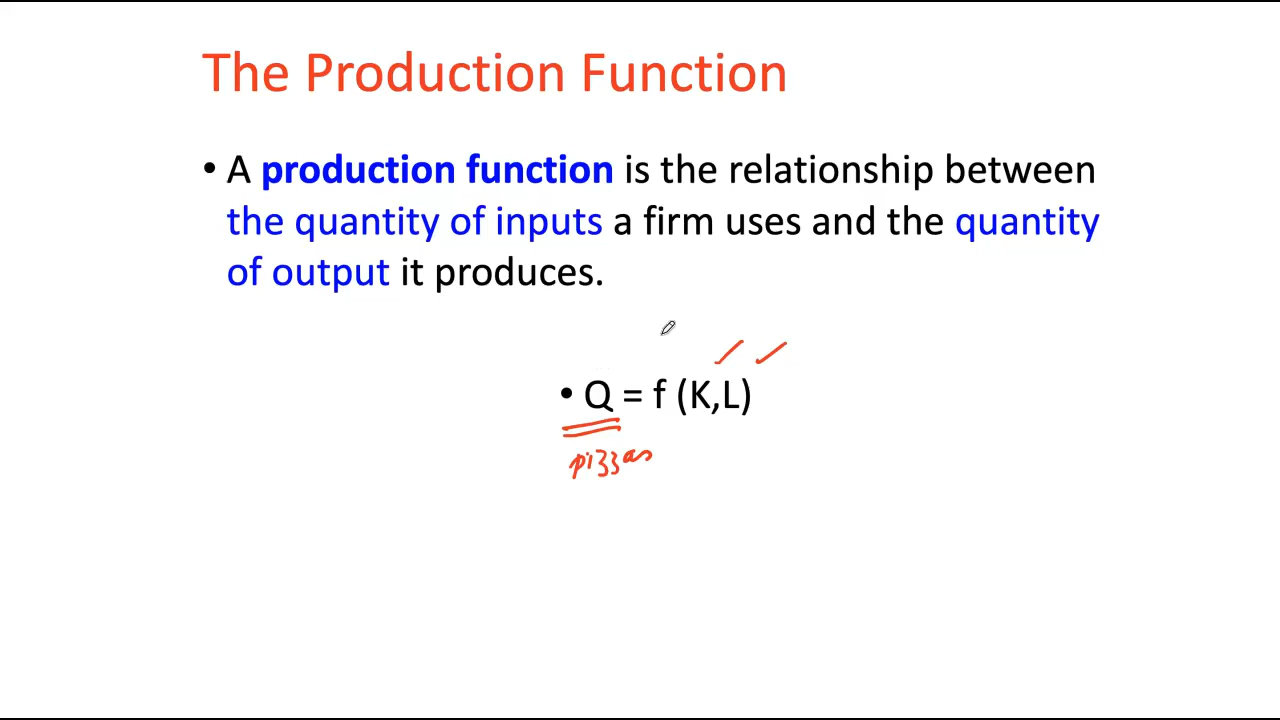 The Production Function
• A production function is the relationship between
the quantity of inputs a firm uses and the quantity
of output it produces.
• Q = f (K,L)
pizzas